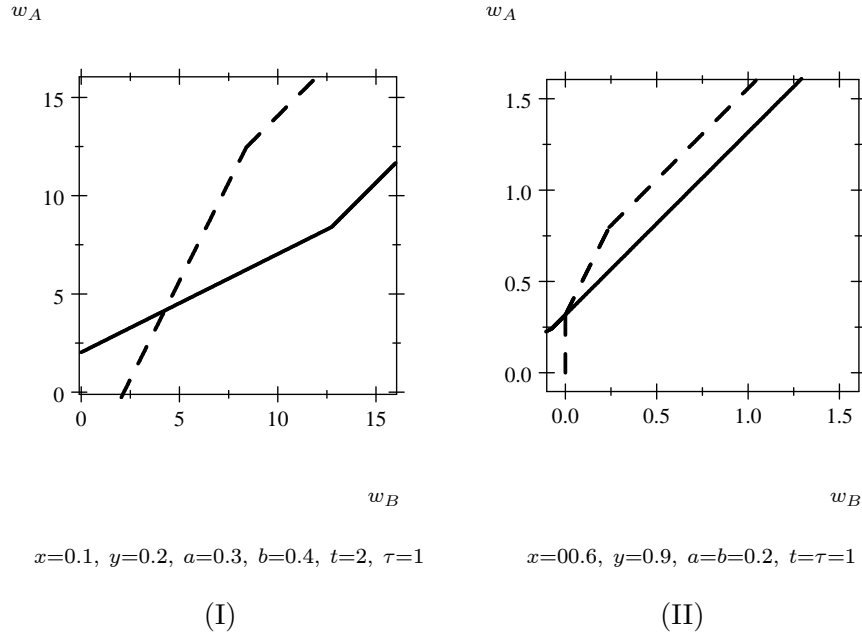 w_A
w_A
15
10
5
0
0 5 10 15
1.5
1.0
0.5
0.0
0.0 0.5 1.0 1.5
w_B
w_B
x=0.1, y=0.2, a=0.3, b=0.4, t=2, τ=1
x=00.6, y=0.9, a=b=0.2, t=τ=1
(I)
(II)